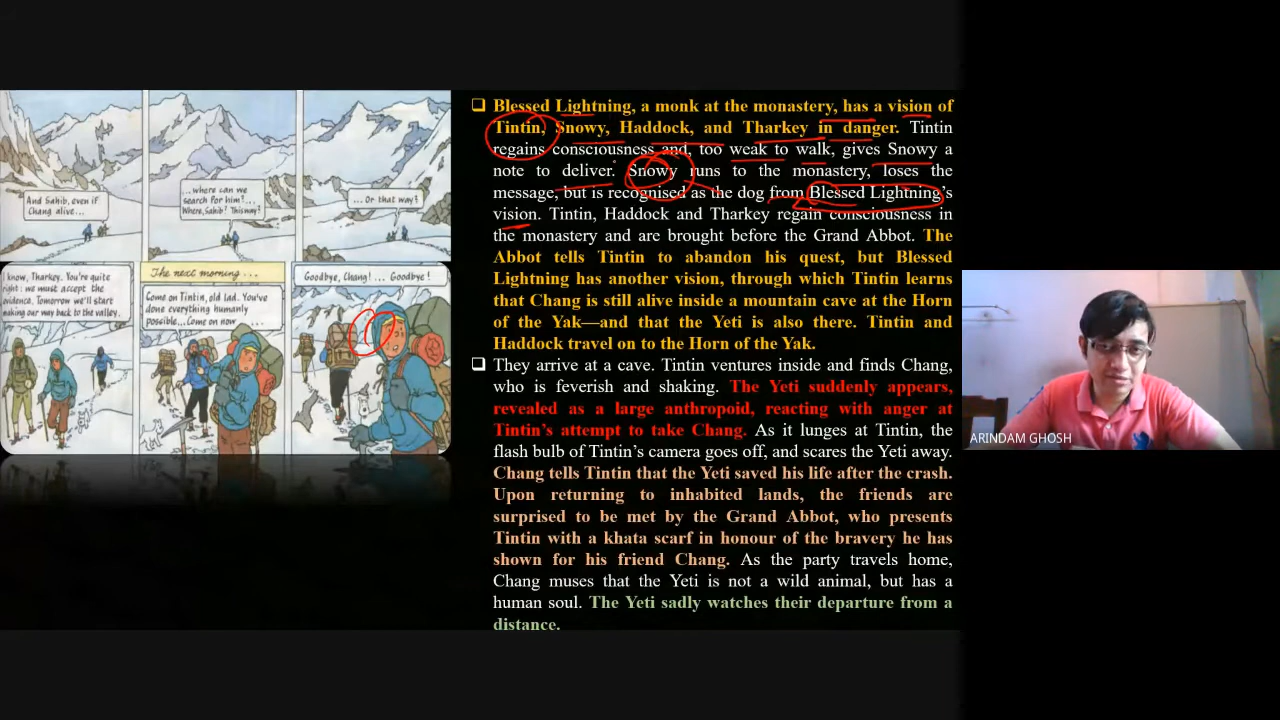 And Sahib, even if
Chang alive...
...where can we
search for him?...
Where, Sahib? This way?
... Or that way?
I know, Tharkey. You're quite
right: we must accept the
evidence. Tomorrow we'll start
making our way back to the valley.
The next morning ...
Come on Tintin, old lad. You've
done everything humanly
possible...Come on now ....
Goodbye, Chang! ... Goodbye!
Blessed Lightning, a monk at the monastery, has a vision of
Tintin, Snowy, Haddock, and Tharkey in danger. Tintin
regains consciousness and, too weak to walk, gives Snowy a
note to deliver. Snowy runs to the monastery, loses the
message, but is recognised as the dog from Blessed Lightning's
vision. Tintin, Haddock and Tharkey regain consciousness in
the monastery and are brought before the Grand Abbot. The
Abbot tells Tintin to abandon his quest, but Blessed
Lightning has another vision, through which Tintin learns
that Chang is still alive inside a mountain cave at the Horn
of the Yak—and that the Yeti is also there. Tintin and
Haddock travel on to the Horn of the Yak.
They arrive at a cave. Tintin ventures inside and finds Chang,
who is feverish and shaking. The Yeti suddenly appears,
revealed as a large anthropoid, reacting with anger at
Tintin's attempt to take Chang. As it lunges at Tintin, the
flash bulb of Tintin's camera goes off, and scares the Yeti away.
Chang tells Tintin that the Yeti saved his life after the crash.
Upon returning to inhabited lands, the friends are
surprised to be met by the Grand Abbot, who presents
Tintin with a khata scarf in honour of the bravery he has
shown for his friend Chang. As the party travels home,
Chang muses that the Yeti is not a wild animal, but has a
human soul. The Yeti sadly watches their departure from a
distance.
ARINDAM GHOSH